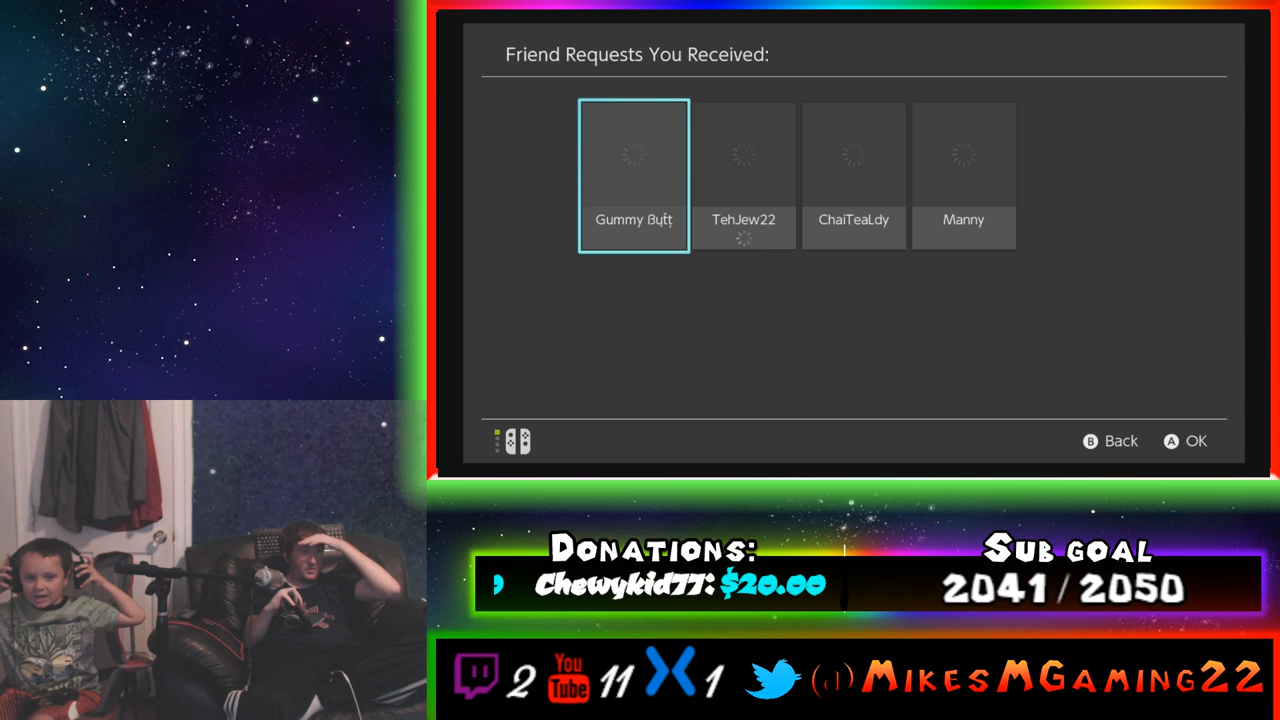 Friend Requests You Received:
Gummy βųţţ
TehJew22
ChaiTeaLdy
Manny
B Back A OK
DONATIONS:
Chewykid77: $20.00
SUB GOAL
2041 / 2050
2 You Tube 11 1 @MIKESMGAMING22